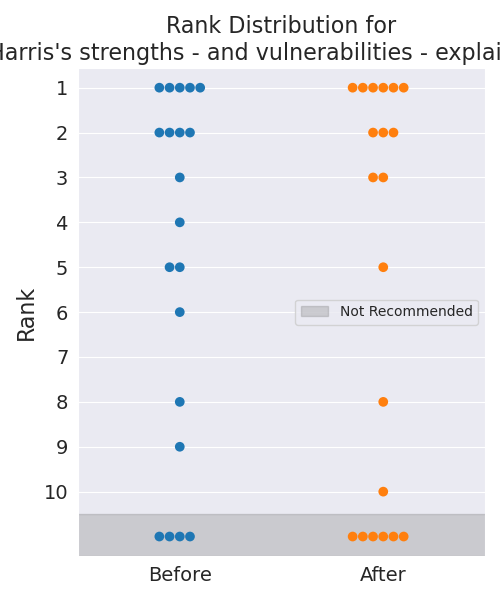 Rank Distribution for
Harris's strengths - and vulnerabilities - explai
1
2
3
4
5
6
7
8
9
10
Rank
Not Recommended
Before
After